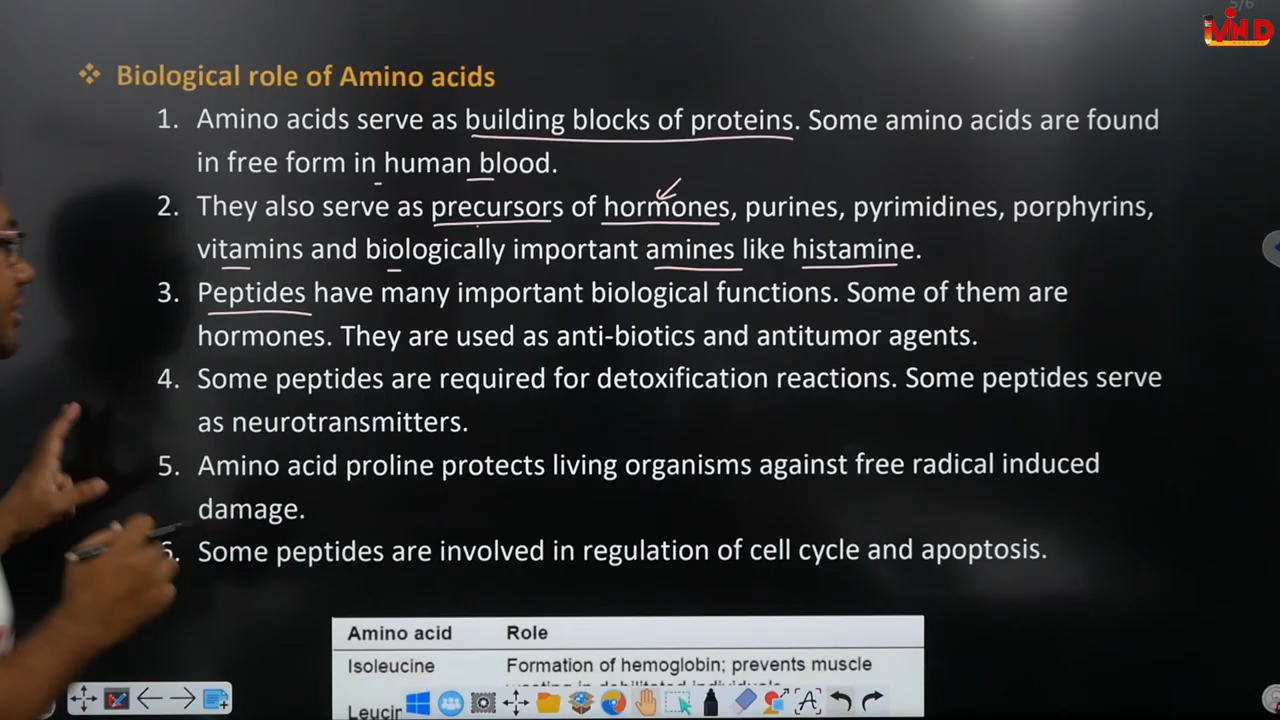 5/6
MIND
❖ Biological role of Amino acids
1. Amino acids serve as building blocks of proteins. Some amino acids are found
in free form in human blood.
2. They also serve as precursors of hormones, purines, pyrimidines, porphyrins,
vitamins and biologically important amines like histamine.
3. Peptides have many important biological functions. Some of them are
hormones. They are used as anti-biotics and antitumor agents.
4. Some peptides are required for detoxification reactions. Some peptides serve
as neurotransmitters.
5. Amino acid proline protects living organisms against free radical induced
damage.
6. Some peptides are involved in regulation of cell cycle and apoptosis.
Amino acid Role
Isoleucine Formation of hemoglobin; prevents muscle